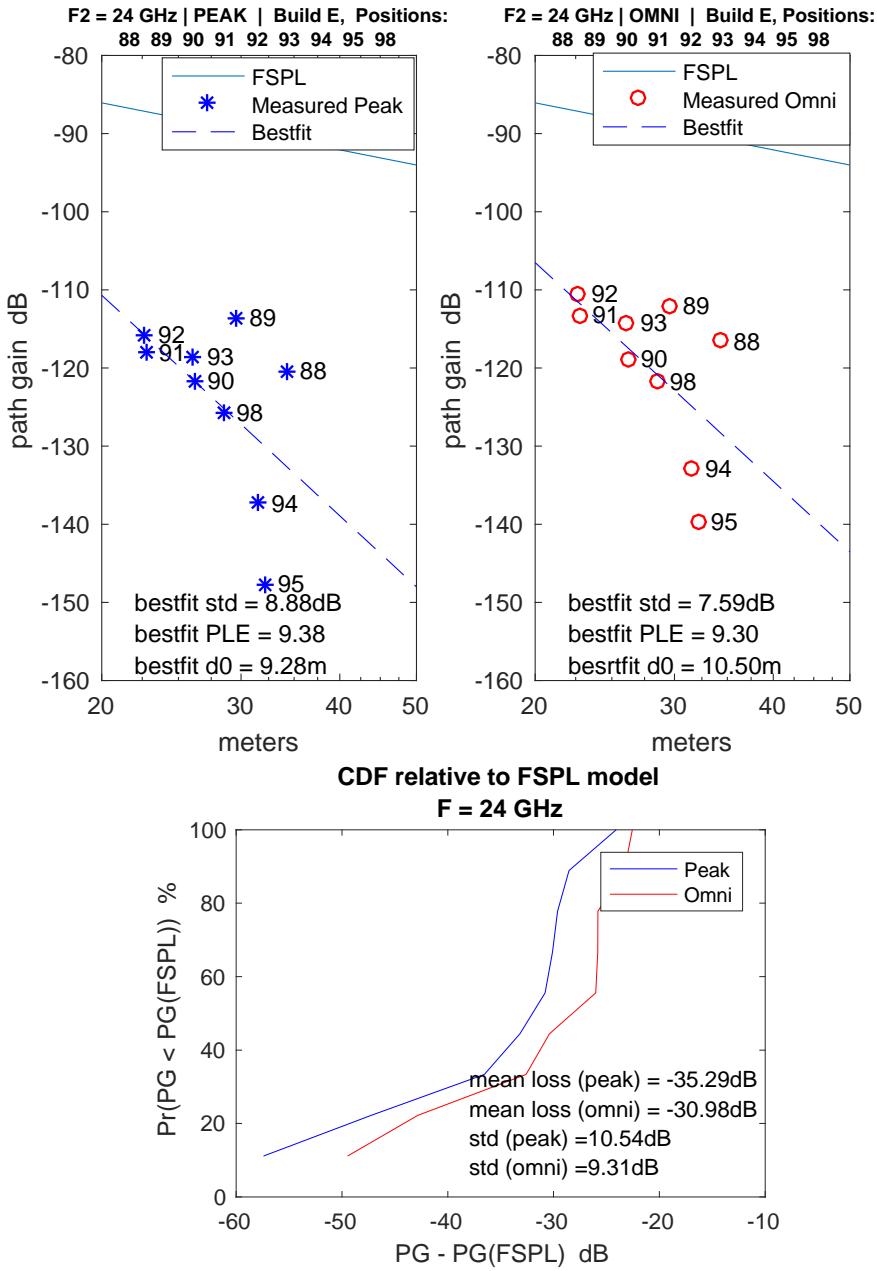 F2 = 24 GHz | PEAK | Build E, Positions:
88 89 90 91 92 93 94 95 98
-80
-90
-100
-110
-120
-130
-140
-150
-160
path gain dB
FSPL
Measured Peak
Bestfit
92
91
93
90
89
88
98
94
95
bestfit std = 8.88dB
bestfit PLE = 9.38
bestfit d0 = 9.28m
20 30 40 50
meters
F2 = 24 GHz | OMNI | Build E, Positions:
88 89 90 91 92 93 94 95 98
-80
-90
-100
-110
-120
-130
-140
-150
-160
path gain dB
FSPL
Measured Omni
Bestfit
92
91
93
90
89
88
98
94
95
bestfit std = 7.59dB
bestfit PLE = 9.30
besrtfit d0 = 10.50m
20 30 40 50
meters
CDF relative to FSPL model
F = 24 GHz
100
80
60
40
20
0
Pr(PG < PG(FSPL)) %
Peak
Omni
mean loss (peak) = -35.29dB
mean loss (omni) = -30.98dB
std (peak) =10.54dB
std (omni) =9.31dB
-60 -50 -40 -30 -20 -10
PG - PG(FSPL) dB